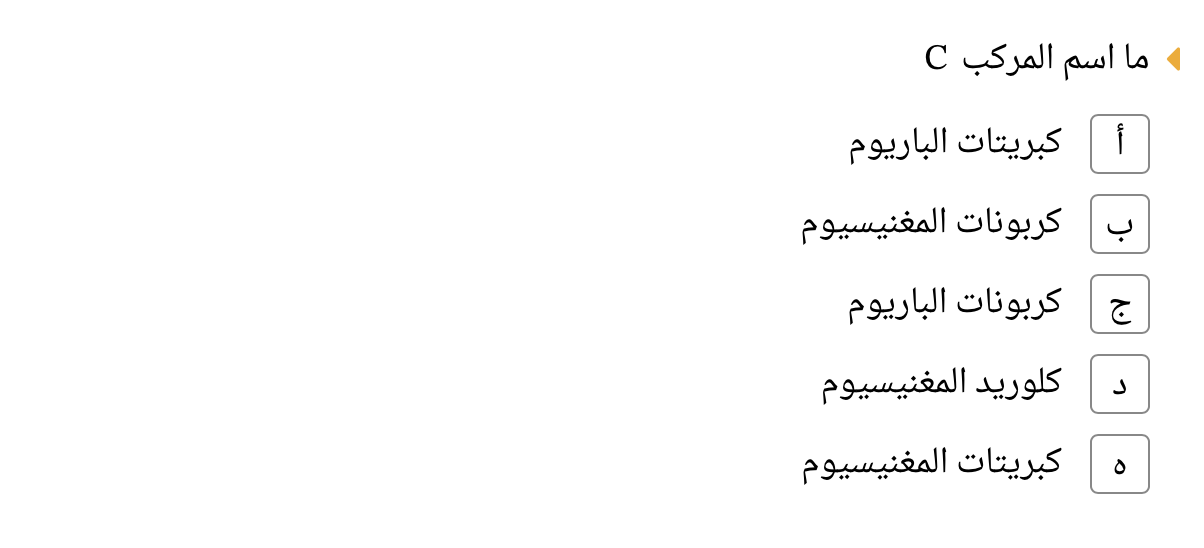 ما اسم المركب C
أ كبريتات الباريوم
ب كربونات المغنيسيوم
ج كربونات الباريوم
د كلوريد المغنيسيوم
ه كبريتات المغنيسيوم